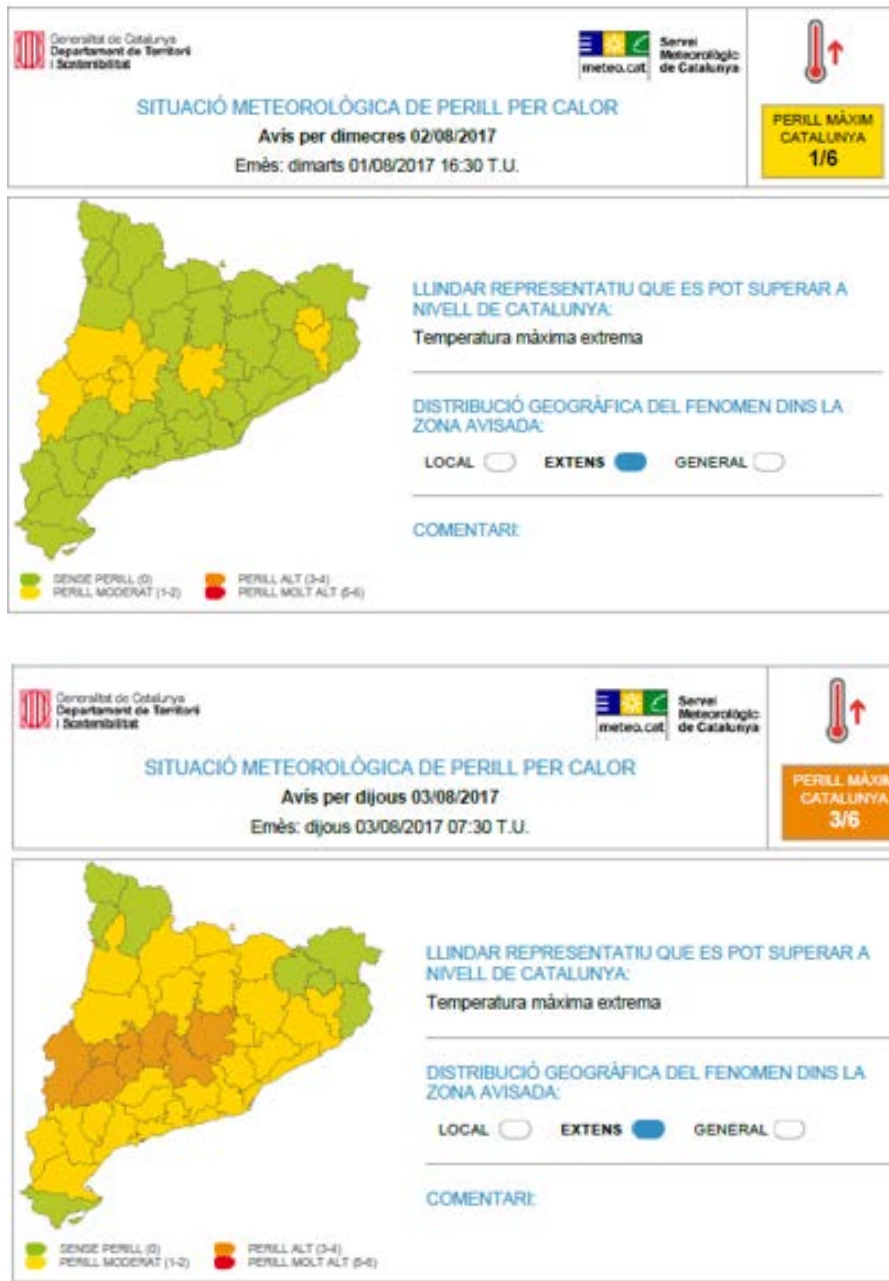 Generalitat de Catalunya
Departament de Territori
i Sostenibilitat
meteo.cat
Servei
Meteorològic
de Catalunya
SITUACIÓ METEOROLÒGICA DE PERILL PER CALOR
Avís per dimecres 02/08/2017
Emès: dimarts 01/08/2017 16:30 T.U.
PERILL MÀXIM
CATALUNYA
1/6
LLINDAR REPRESENTATIU QUE ES POT SUPERAR A
NIVELL DE CATALUNYA:
Temperatura màxima extrema
DISTRIBUCIÓ GEOGRÀFICA DEL FENOMEN DINS LA
ZONA AVISADA:
LOCAL EXTENS GENERAL
COMENTARI:
SENSE PERILL (0) PERILL ALT (3-4)
PERILL MODERAT (1-2) PERILL MOLT ALT (5-6)
Generalitat de Catalunya
Departament de Territori
i Sostenibilitat
meteo.cat
Servei
Meteorològic
de Catalunya
SITUACIÓ METEOROLÒGICA DE PERILL PER CALOR
Avís per dijous 03/08/2017
Emès: dijous 03/08/2017 07:30 T.U.
PERILL MÀXIM
CATALUNYA
3/6
LLINDAR REPRESENTATIU QUE ES POT SUPERAR A
NIVELL DE CATALUNYA:
Temperatura màxima extrema
DISTRIBUCIÓ GEOGRÀFICA DEL FENOMEN DINS LA
ZONA AVISADA:
LOCAL EXTENS GENERAL
COMENTARI:
SENSE PERILL (0) PERILL ALT (3-4)
PERILL MODERAT (1-2) PERILL MOLT ALT (5-6)